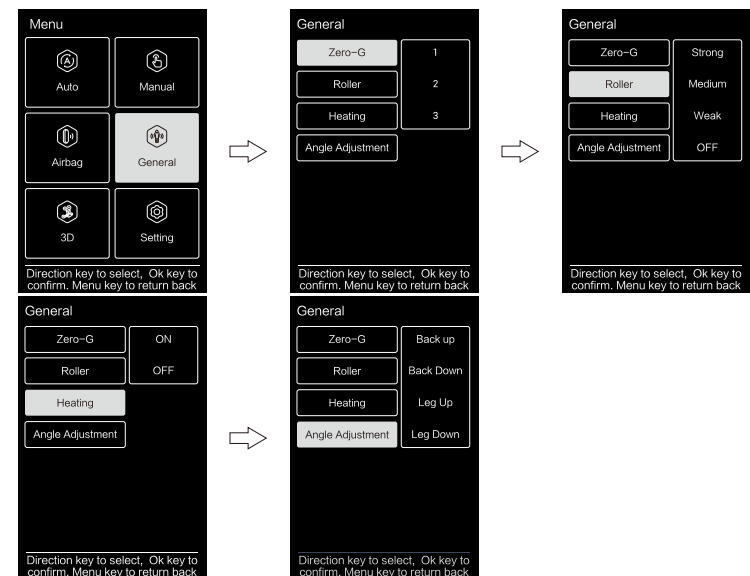 Menu
Auto
Manual
Airbag
General
3D
Setting
Direction key to select, Ok key to
confirm. Menu key to return back
General
Zero-G
1
Roller
2
Heating
3
Angle Adjustment
Direction key to select, Ok key to
confirm. Menu key to return back
General
Zero-G
Strong
Roller
Medium
Heating
Weak
Angle Adjustment
OFF
Direction key to select, Ok key to
confirm. Menu key to return back
General
Zero-G
ON
Roller
OFF
Heating
Angle Adjustment
Direction key to select, Ok key to
confirm. Menu key to return back
General
Zero-G
Back up
Roller
Back Down
Heating
Leg Up
Angle Adjustment
Leg Down
Direction key to select, Ok key to
confirm. Menu key to return back